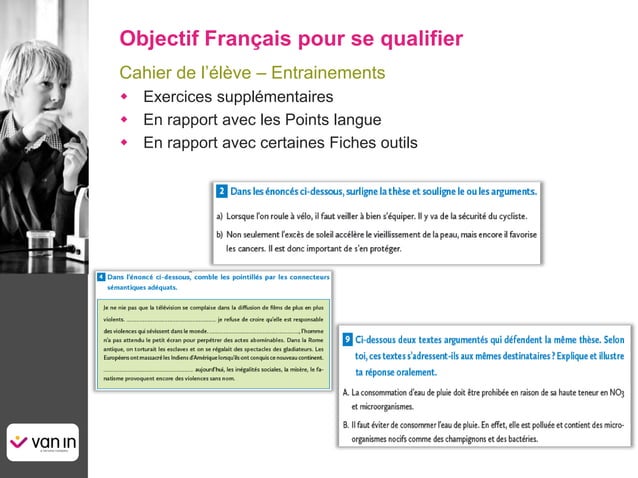 Objectif Français pour se qualifier
Cahier de l’élève – Entrainements
Exercices supplémentaires
En rapport avec les Points langue
En rapport avec certaines Fiches outils
2 Dans les énoncés ci-dessous, surligne la thèse et souligne le ou les arguments.
a) Lorsque l'on roule à vélo, il faut veiller à bien s'équiper. Il y va de la sécurité du cycliste.
b) Non seulement l'excès de soleil accélère le vieillissement de la peau, mais encore il favorise
les cancers. Il est donc important de s'en protéger.
4 Dans l'énoncé ci-dessous, comble les pointillés par les connecteurs
sémantiques adéquats.
Je ne nie pas que la télévision se complaise dans la diffusion de films de plus en plus
violents. .................................... je refuse de croire qu'elle est responsable
des violences qui sévissent dans le monde. ...................................., l'homme
n'a pas attendu le petit écran pour perpétrer des actes abominables. Dans la Rome
antique, on torturait les esclaves et on se régalait des spectacles des gladiateurs. Les
Européens ont massacré les Indiens d'Amérique lorsqu'ils ont conquis ce nouveau continent.
.................................... aujourd'hui, les inégalités sociales, la misère, le fa-
natisme provoquent encore des violences sans nom.
9 Ci-dessous deux textes argumentés qui défendent la même thèse. Selon
toi, ces textes s'adressent-ils aux mêmes destinataires ? Explique et illustre
ta réponse oralement.
A. La consommation d'eau de pluie doit être prohibée en raison de sa haute teneur en NO3
et microorganismes.
B. Il faut éviter de consommer l'eau de pluie. En effet, elle est polluée et contient des micro-
organismes nocifs comme des champignons et des bactéries.
van in